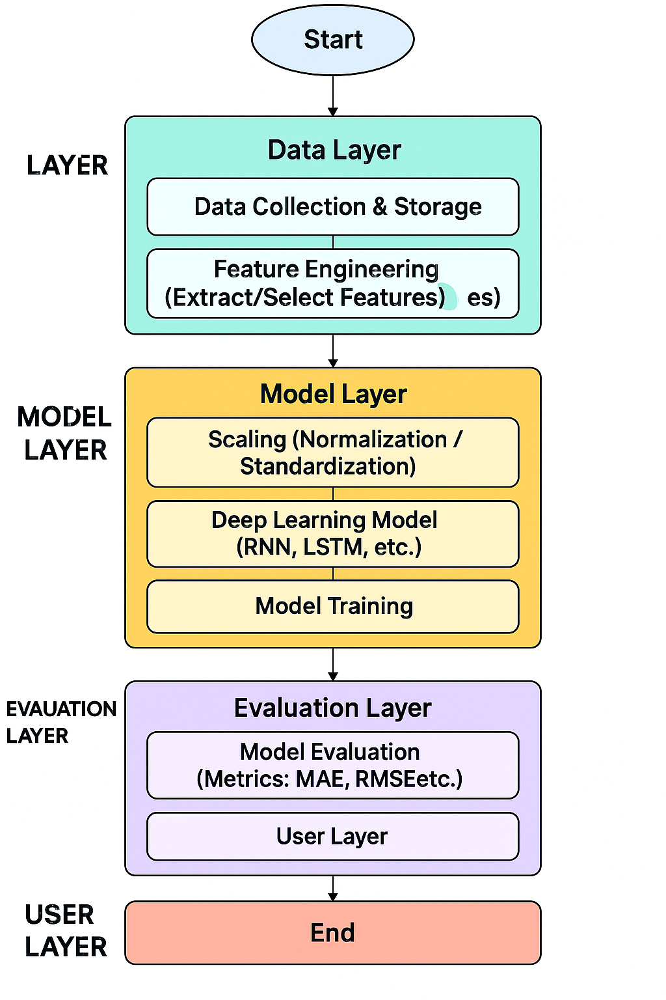 Start
LAYER
Data Layer
Data Collection & Storage
Feature Engineering
(Extract/Select Features) es)
MODEL
LAYER
Model Layer
Scaling (Normalization /
Standardization)
Deep Learning Model
(RNN, LSTM, etc.)
Model Training
EVAUATION
LAYER
Evaluation Layer
Model Evaluation
(Metrics: MAE, RMSEetc.)
User Layer
USER
LAYER
End